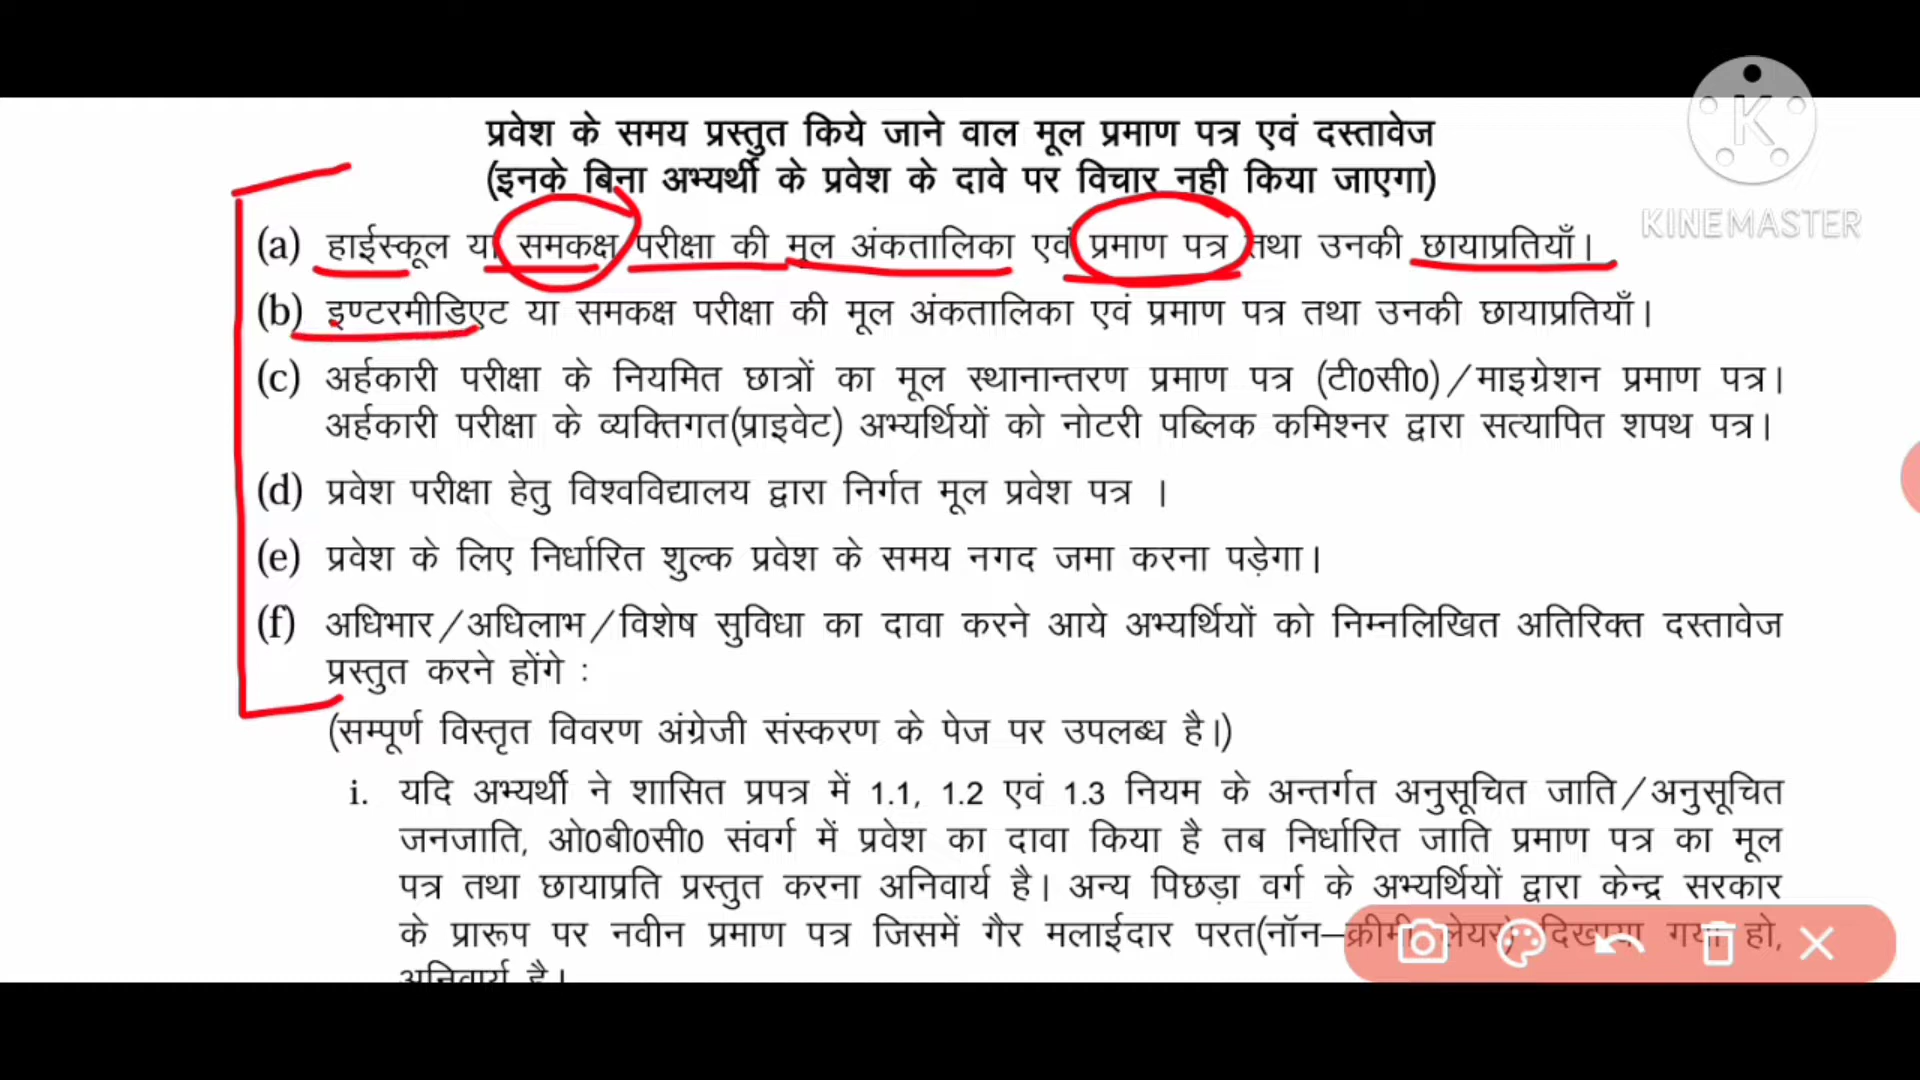 प्रवेश के समय प्रस्तुत किये जाने वाल मूल प्रमाण पत्र एवं दस्तावेज
(इनके बिना अभ्यर्थी के प्रवेश के दावे पर विचार नही किया जाएगा)
K
KINEMASTER
(a) हाईस्कूल या समकक्ष परीक्षा की मूल अंकतालिका एवं प्रमाण पत्र तथा उनकी छायाप्रतियाँ।
(b) इण्टरमीडिएट या समकक्ष परीक्षा की मूल अंकतालिका एवं प्रमाण पत्र तथा उनकी छायाप्रतियाँ।
(c) अर्हकारी परीक्षा के नियमित छात्रों का मूल स्थानान्तरण प्रमाण पत्र (टी0सी0)/माइग्रेशन प्रमाण पत्र।
अर्हकारी परीक्षा के व्यक्तिगत(प्राइवेट) अभ्यर्थियों को नोटरी पब्लिक कमिश्नर द्वारा सत्यापित शपथ पत्र।
(d) प्रवेश परीक्षा हेतु विश्वविद्यालय द्वारा निर्गत मूल प्रवेश पत्र ।
(e) प्रवेश के लिए निर्धारित शुल्क प्रवेश के समय नगद जमा करना पड़ेगा।
(f) अधिभार/अधिलाभ/विशेष सुविधा का दावा करने आये अभ्यर्थियों को निम्नलिखित अतिरिक्त दस्तावेज
प्रस्तुत करने होंगे :
(सम्पूर्ण विस्तृत विवरण अंग्रेजी संस्करण के पेज पर उपलब्ध है।)
i. यदि अभ्यर्थी ने शासित प्रपत्र में 1.1, 1.2 एवं 1.3 नियम के अन्तर्गत अनुसूचित जाति/अनुसूचित
जनजाति, ओ0बी0सी0 संवर्ग में प्रवेश का दावा किया है तब निर्धारित जाति प्रमाण पत्र का मूल
पत्र तथा छायाप्रति प्रस्तुत करना अनिवार्य है। अन्य पिछड़ा वर्ग के अभ्यर्थियों द्वारा केन्द्र सरकार
के प्रारूप पर नवीन प्रमाण पत्र जिसमें गैर मलाईदार परत(नॉन–क्रीमी लेयर) दिखाया गया हो,
अनिवार्य है।